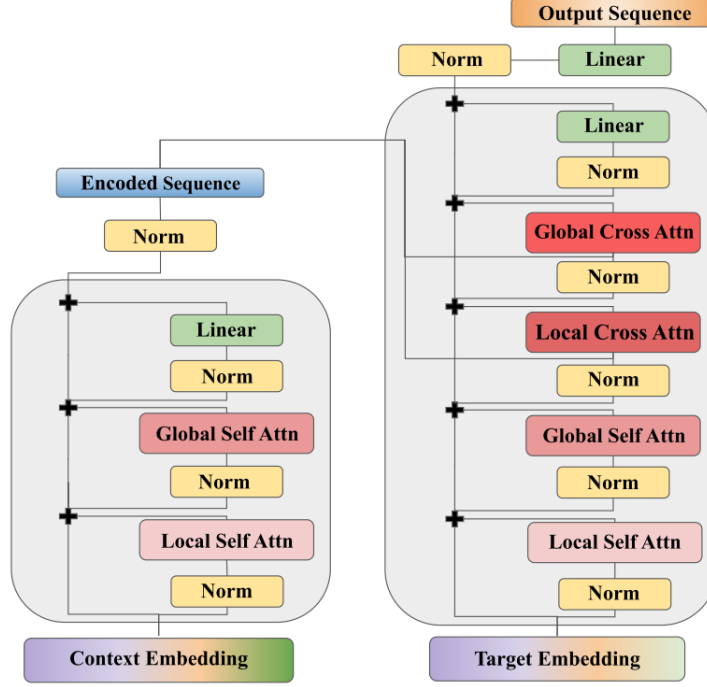 Output Sequence
Norm
Linear
Linear
Norm
Global Cross Attn
Norm
Local Cross Attn
Norm
Global Self Attn
Norm
Local Self Attn
Norm
Target Embedding
Encoded Sequence
Norm
Linear
Norm
Global Self Attn
Norm
Local Self Attn
Norm
Context Embedding